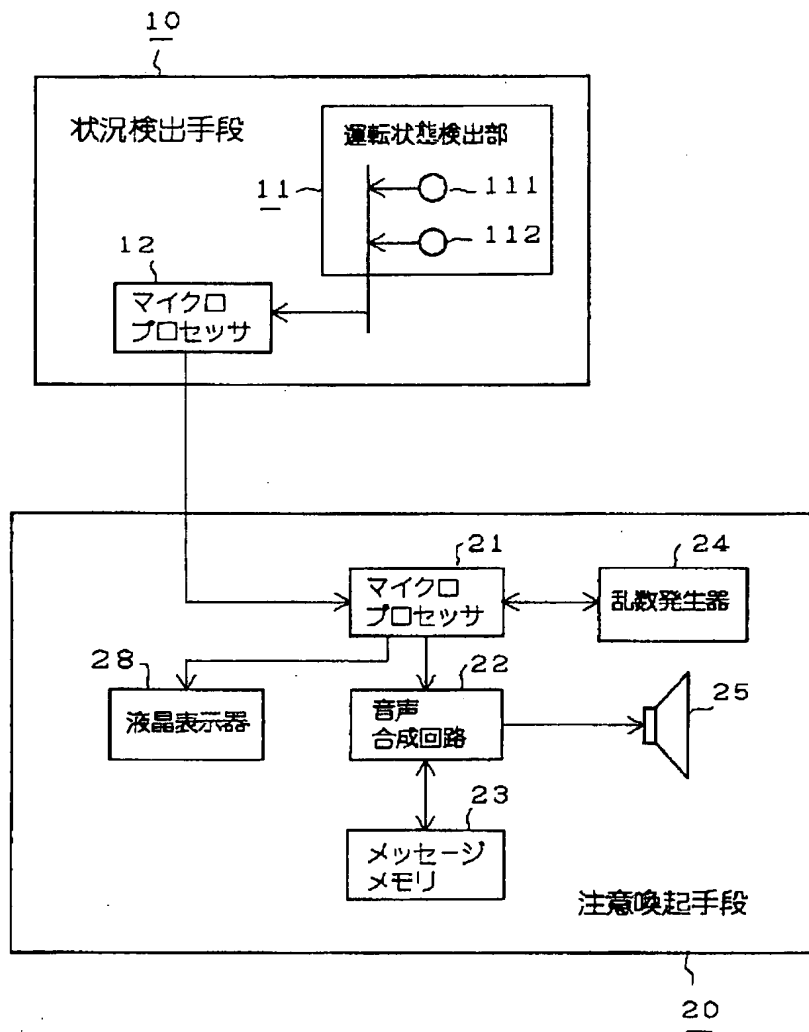 10
状況検出手段
運転状態検出部
11
111
112
12
マイクロ
プロセッサ
21
マイクロ
プロセッサ
24
乱数発生器
28
液晶表示器
22
音声
合成回路
25
23
メッセージ
メモリ
注意喚起手段
20